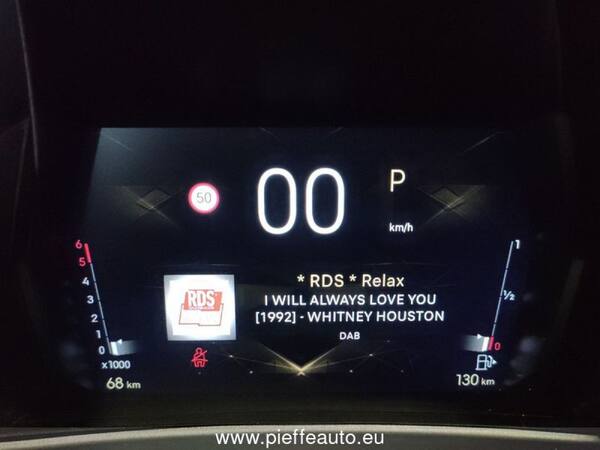 50
00
P
km/h
6
5
4
3
2
1
0
x1000
68 km
RDS
* RDS * Relax
I WILL ALWAYS LOVE YOU
[1992] - WHITNEY HOUSTON
DAB
1
½
0
130 km
www.pieffeauto.eu